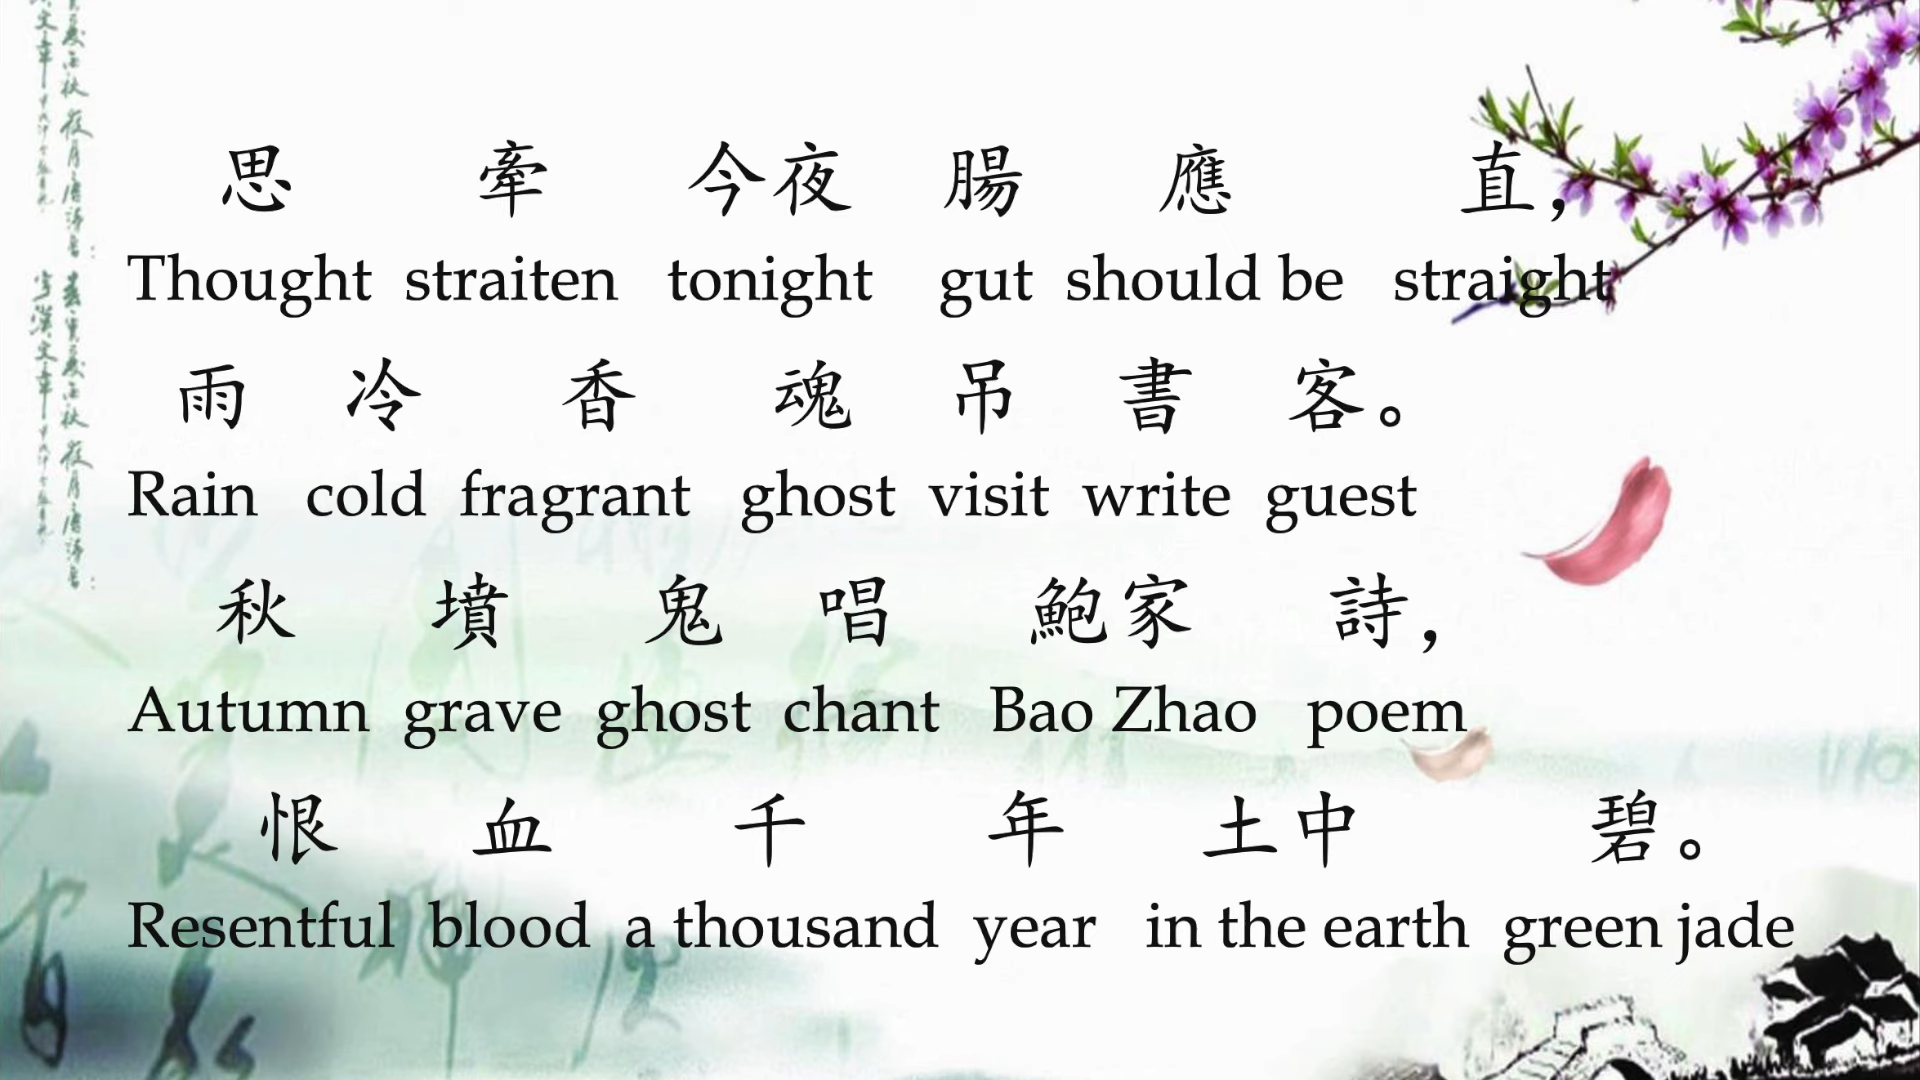 思 牽 今夜 腸 應 直，
Thought straiten tonight gut should be straight
雨 冷 香 魂 吊 書 客。
Rain cold fragrant ghost visit write guest
秋 墳 鬼 唱 鮑家 詩，
Autumn grave ghost chant Bao Zhao poem
恨 血 千 年 土中 碧。
Resentful blood a thousand year in the earth green jade